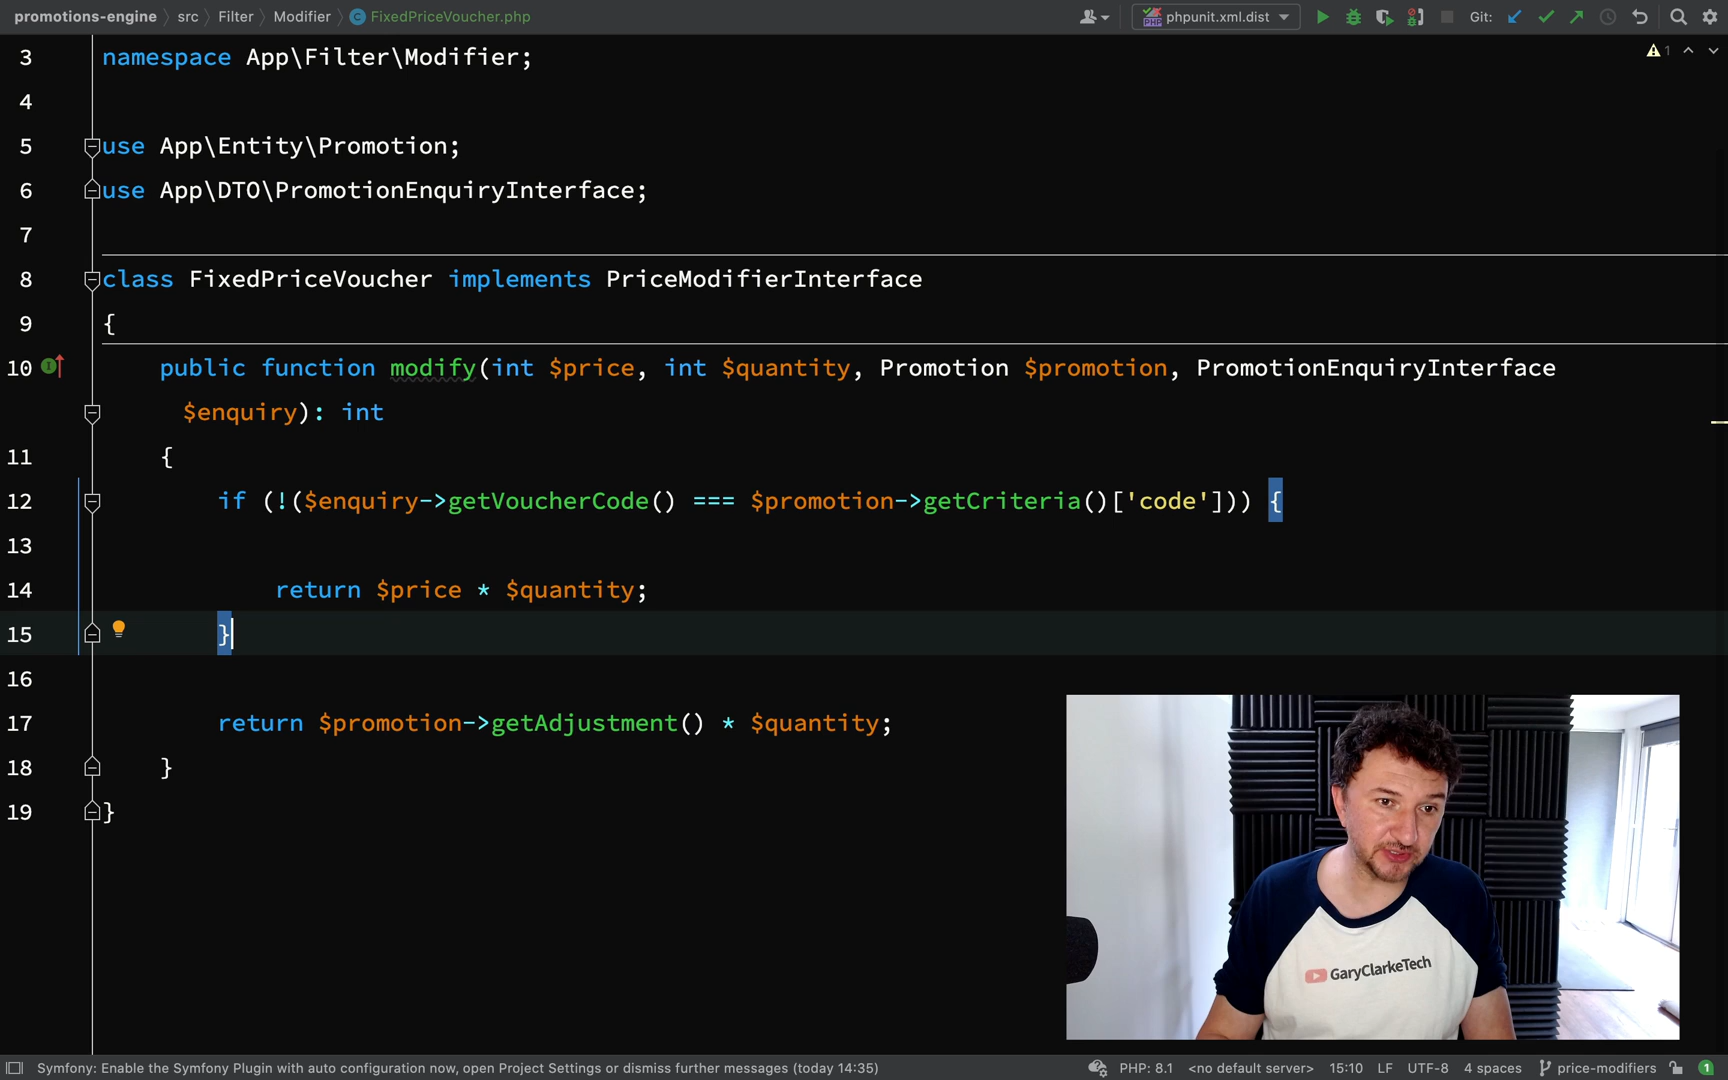 promotions-engine src Filter Modifier FixedPriceVoucher.php phpunit.xml.dist Git:
3 namespace App\Filter\Modifier; 1
4
5 use App\Entity\Promotion;
6 use App\DTO\PromotionEnquiryInterface;
7
8 class FixedPriceVoucher implements PriceModifierInterface
9 {
10 public function modify(int $price, int $quantity, Promotion $promotion, PromotionEnquiryInterface
$enquiry): int
11 {
12 if (!($enquiry->getVoucherCode() === $promotion->getCriteria()['code'])) {
13
14 return $price * $quantity;
15 }
16
17 return $promotion->getAdjustment() * $quantity;
18 }
19 }
GaryClarkeTech
Symfony: Enable the Symfony Plugin with auto configuration now, open Project Settings or dismiss further messages (today 14:35) PHP: 8.1 <no default server> 15:10 LF UTF-8 4 spaces price-modifiers 1